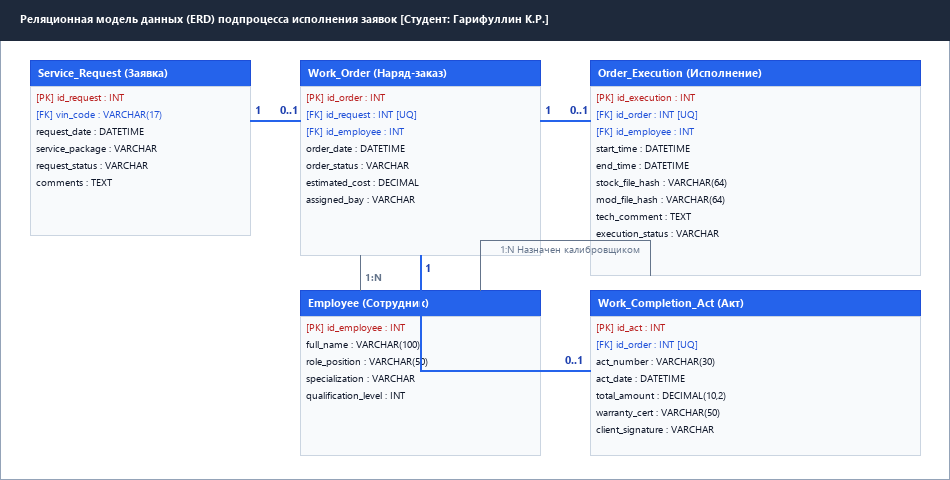 Реляционная модель данных (ERD) подпроцесса исполнения заявок [Студент: Гарифуллин К.Р.]
Service_Request (Заявка)
[PK] id_request : INT
[FK] vin_code : VARCHAR(17)
request_date : DATETIME
service_package : VARCHAR
request_status : VARCHAR
comments : TEXT
1
0..1
Work_Order (Наряд-заказ)
[PK] id_order : INT
[FK] id_request : INT [UQ]
[FK] id_employee : INT
order_date : DATETIME
order_status : VARCHAR
estimated_cost : DECIMAL
assigned_bay : VARCHAR
1
0..1
Order_Execution (Исполнение)
[PK] id_execution : INT
[FK] id_order : INT [UQ]
[FK] id_employee : INT
start_time : DATETIME
end_time : DATETIME
stock_file_hash : VARCHAR(64)
mod_file_hash : VARCHAR(64)
tech_comment : TEXT
execution_status : VARCHAR
1:N Назначен калибровщиком
1:N
1
Employee (Сотрудник)
[PK] id_employee : INT
full_name : VARCHAR(100)
role_position : VARCHAR(50)
specialization : VARCHAR
qualification_level : INT
0..1
Work_Completion_Act (Акт)
[PK] id_act : INT
[FK] id_order : INT [UQ]
act_number : VARCHAR(30)
act_date : DATETIME
total_amount : DECIMAL(10,2)
warranty_cert : VARCHAR(50)
client_signature : VARCHAR